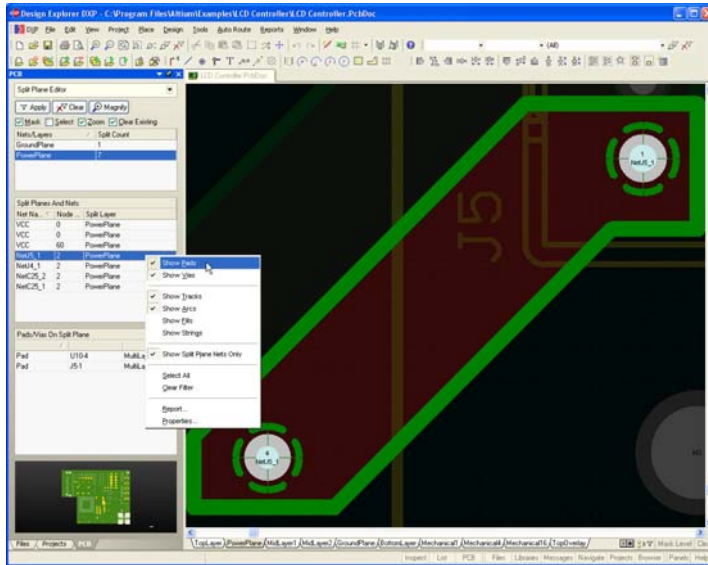 Design Explorer DXP - C:\Program Files\Altium\Examples\LCD Controller\LCD Controller.PcbDoc
DXP File Edit View Project Place Design Tools Auto Route Reports Window Help
(All)
PCB
LCD Controller.PcbDoc
Split Plane Editor
Apply Clear Magnify
Mask Select Zoom Clear Existing
Nets/Layers / Split Count
GroundPlane 1
PowerPlane 7
Split Planes And Nets
Net Na... Node ... Split Layer
VCC 0 PowerPlane
VCC 0 PowerPlane
VCC 60 PowerPlane
NetU5_1 2 PowerPlane
NetU4_1 2 PowerPlane
NetC25_2 2 PowerPlane
NetC25_1 2 PowerPlane
Show Pads
Show Vias
Show Tracks
Show Arcs
Show Fills
Show Strings
Show Split Plane Nets Only
Select All
Clear Filter
Report...
Properties...
Pads/Vias On Split Plane
Pad U10-4 MultiLa
Pad J5-1 MultiLa
1
NetU5_1
J5
4
NetU5_1
Files Projects PCB
TopLayer PowerPlane MidLayer1 MidLayer2 GroundPlane BottomLayer Mechanical1 Mechanical4 Mechanical16 TopOverlay
Mask Level
Inspect List PCB Files Libraries Messages Navigate Projects Browser Panels Help